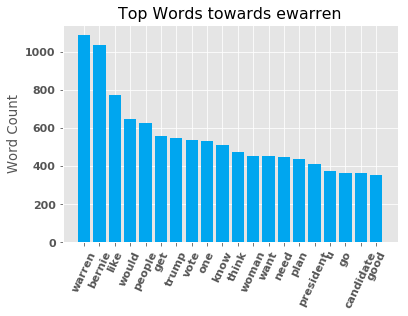 Top Words towards ewarren
Word Count
1000
800
600
400
200
0
warren
bernie
like
would
people
get
trump
vote
one
know
think
woman
want
need
plan
president
u
go
candidate
good